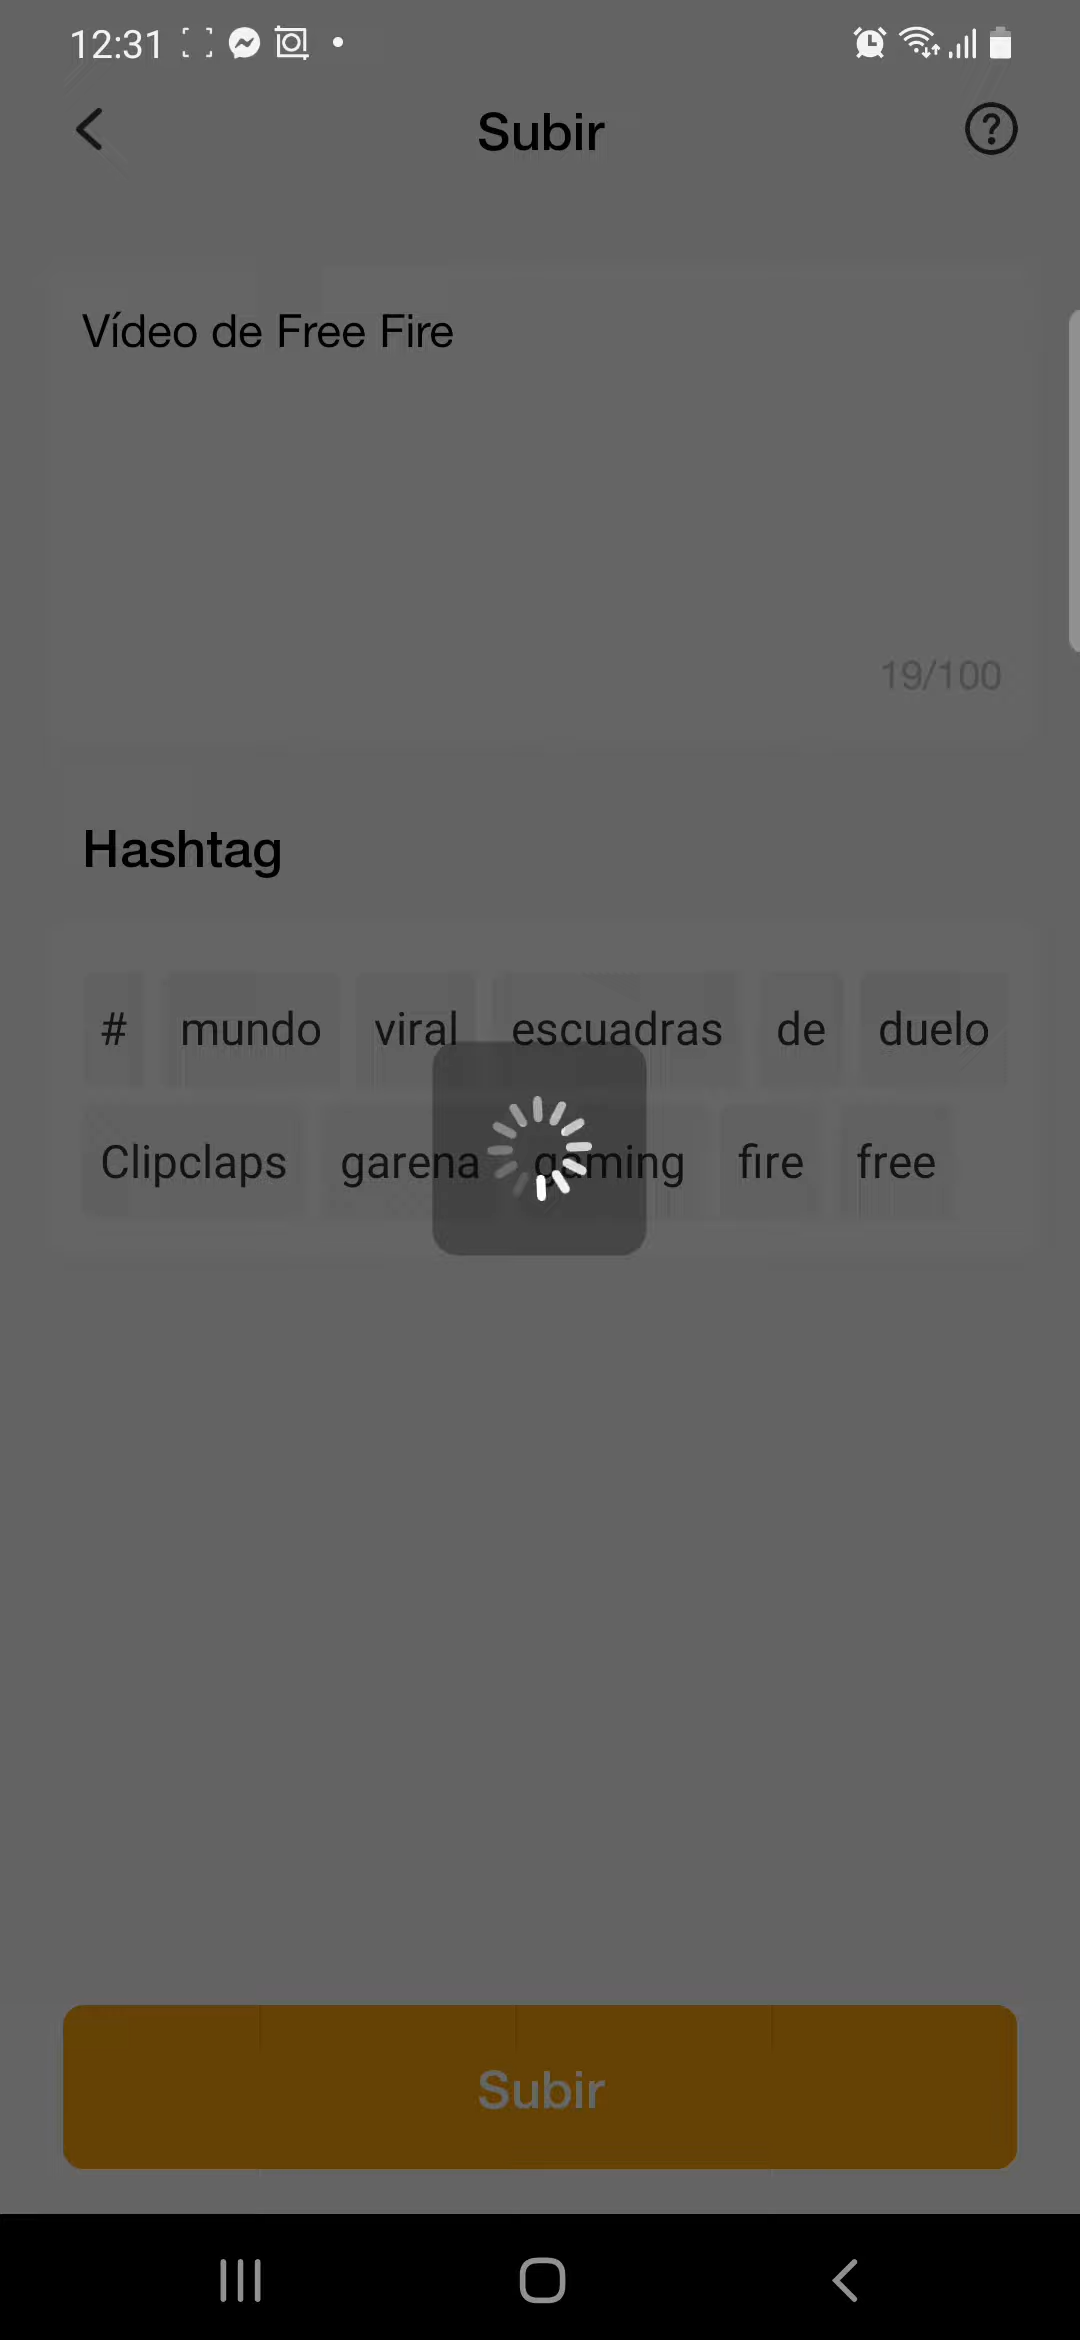 12:31
Subir
Vídeo de Free Fire
19/100
Hashtag
# mundo viral escuadras de duelo
Clipclaps garena gaming fire free
Subir